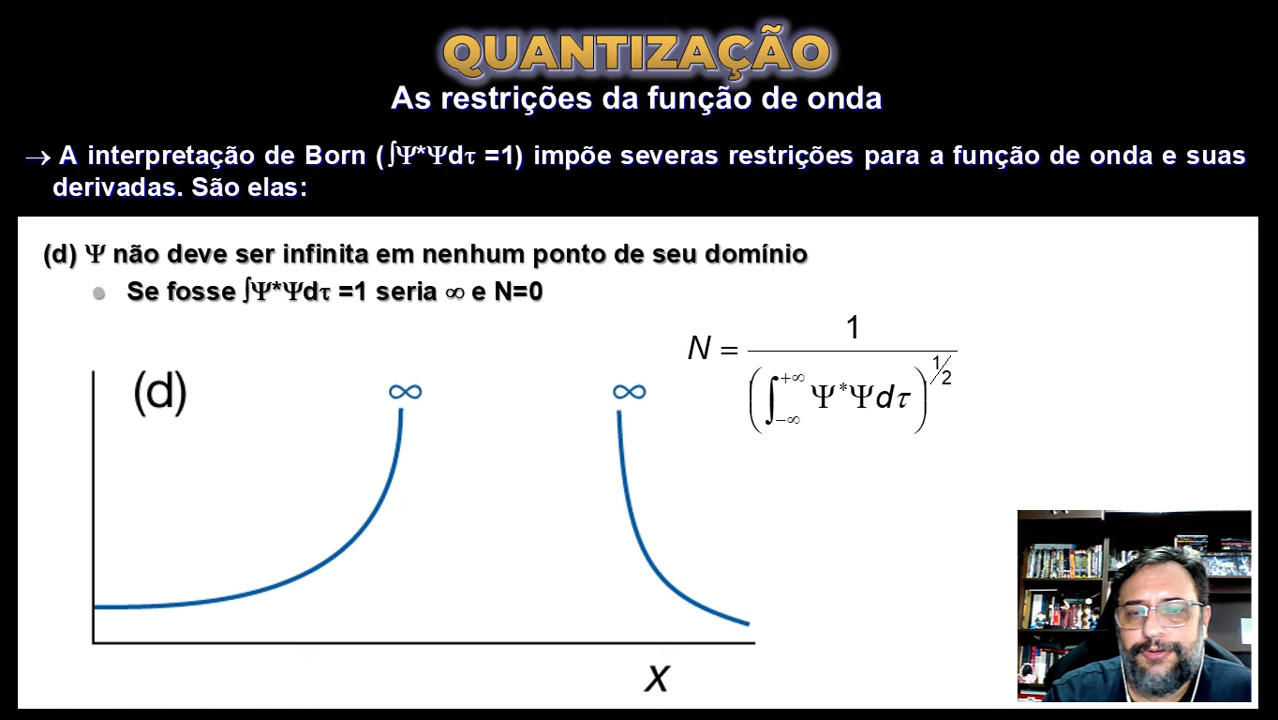 QUANTIZAÇÃO
As restrições da função de onda
→ A interpretação de Born (∫Ψ*Ψdτ =1) impõe severas restrições para a função de onda e suas
derivadas. São elas:
(d) Ψ não deve ser infinita em nenhum ponto de seu domínio
● Se fosse ∫Ψ*Ψdτ =1 seria ∞ e N=0
N = 1 / (∫_{-∞}^{+∞} Ψ*Ψdτ)^{1/2}
(d) ∞ ∞
x